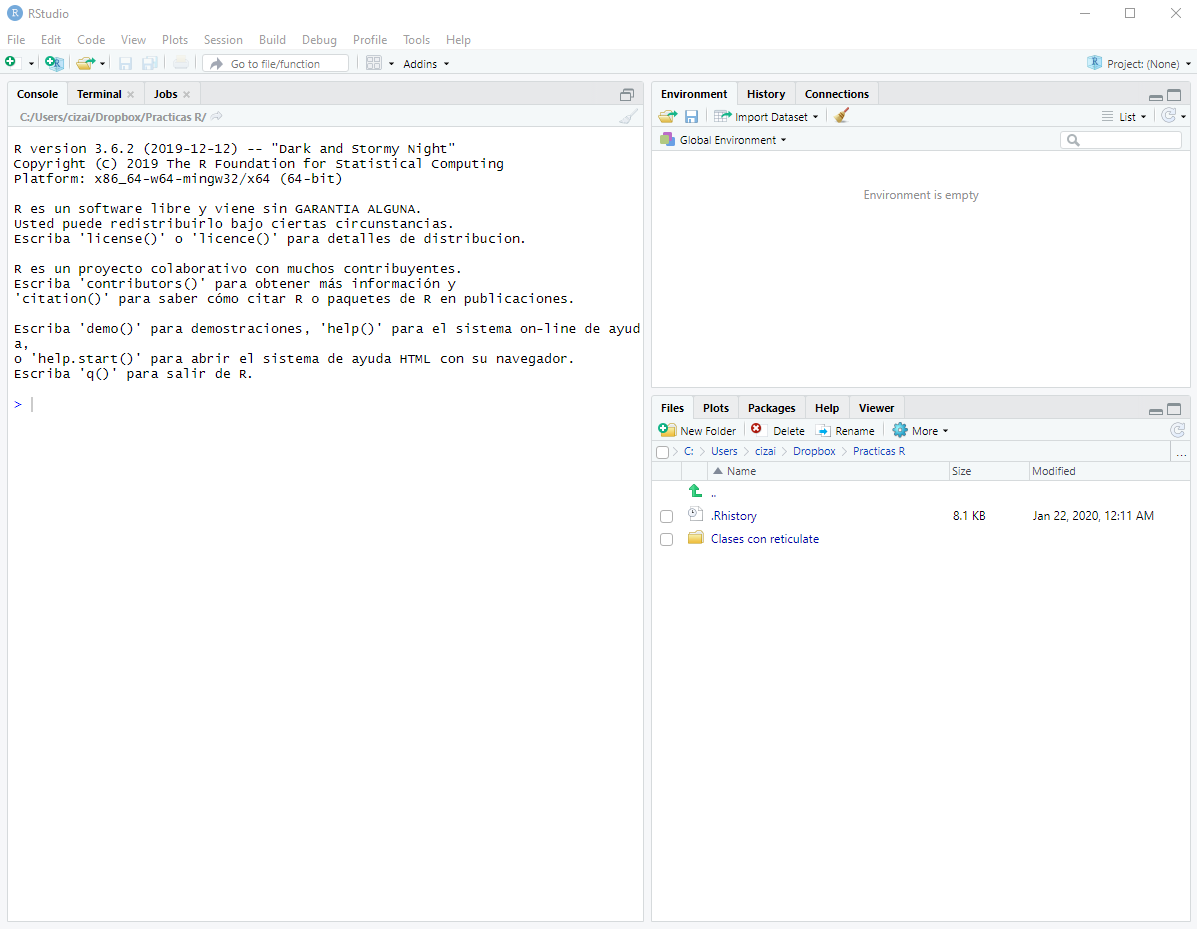 RStudio
File Edit Code View Plots Session Build Debug Profile Tools Help
Go to file/function Addins Project: (None)
Console Terminal Jobs
C:/Users/cizai/Dropbox/Practicas R/
R version 3.6.2 (2019-12-12) -- "Dark and Stormy Night"
Copyright (C) 2019 The R Foundation for Statistical Computing
Platform: x86_64-w64-mingw32/x64 (64-bit)
R es un software libre y viene sin GARANTIA ALGUNA.
Usted puede redistribuirlo bajo ciertas circunstancias.
Escriba 'license()' o 'licence()' para detalles de distribucion.
R es un proyecto colaborativo con muchos contribuyentes.
Escriba 'contributors()' para obtener más información y
'citation()' para saber cómo citar R o paquetes de R en publicaciones.
Escriba 'demo()' para demostraciones, 'help()' para el sistema on-line de ayud
a,
o 'help.start()' para abrir el sistema de ayuda HTML con su navegador.
Escriba 'q()' para salir de R.
>
Environment History Connections
Import Dataset List
Global Environment
Environment is empty
Files Plots Packages Help Viewer
New Folder Delete Rename More
C: Users cizai Dropbox Practicas R ...
Name Size Modified
..
.Rhistory 8.1 KB Jan 22, 2020, 12:11 AM
Clases con reticulate